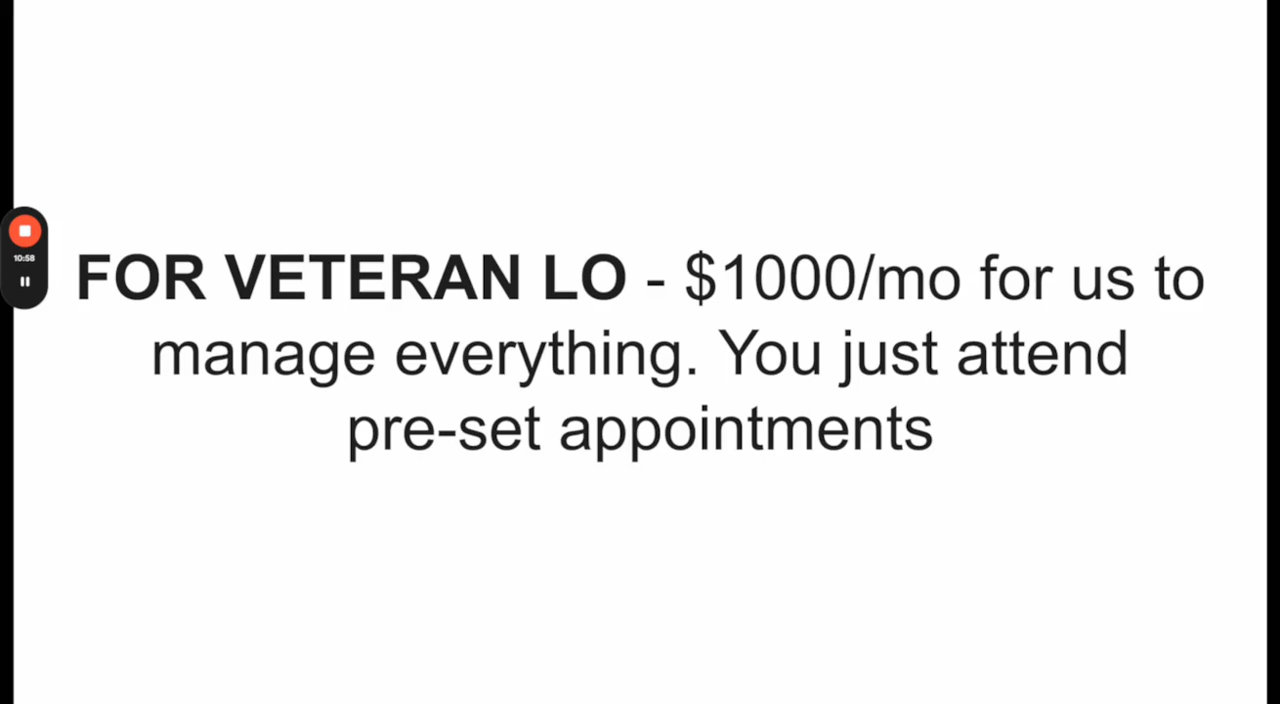 FOR VETERAN LO - $1000/mo for us to
manage everything. You just attend
pre-set appointments
10:58